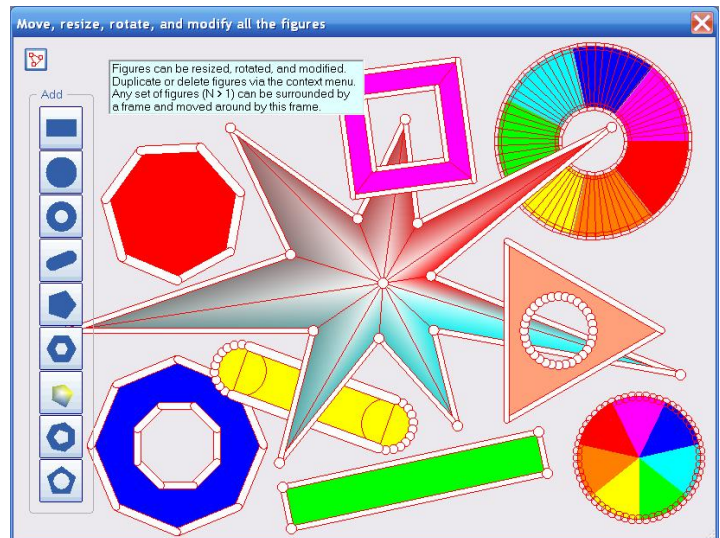 Move, resize, rotate, and modify all the figures
Figures can be resized, rotated, and modified.
Duplicate or delete figures via the context menu.
Any set of figures (N > 1) can be surrounded by
a frame and moved around by this frame.
Add